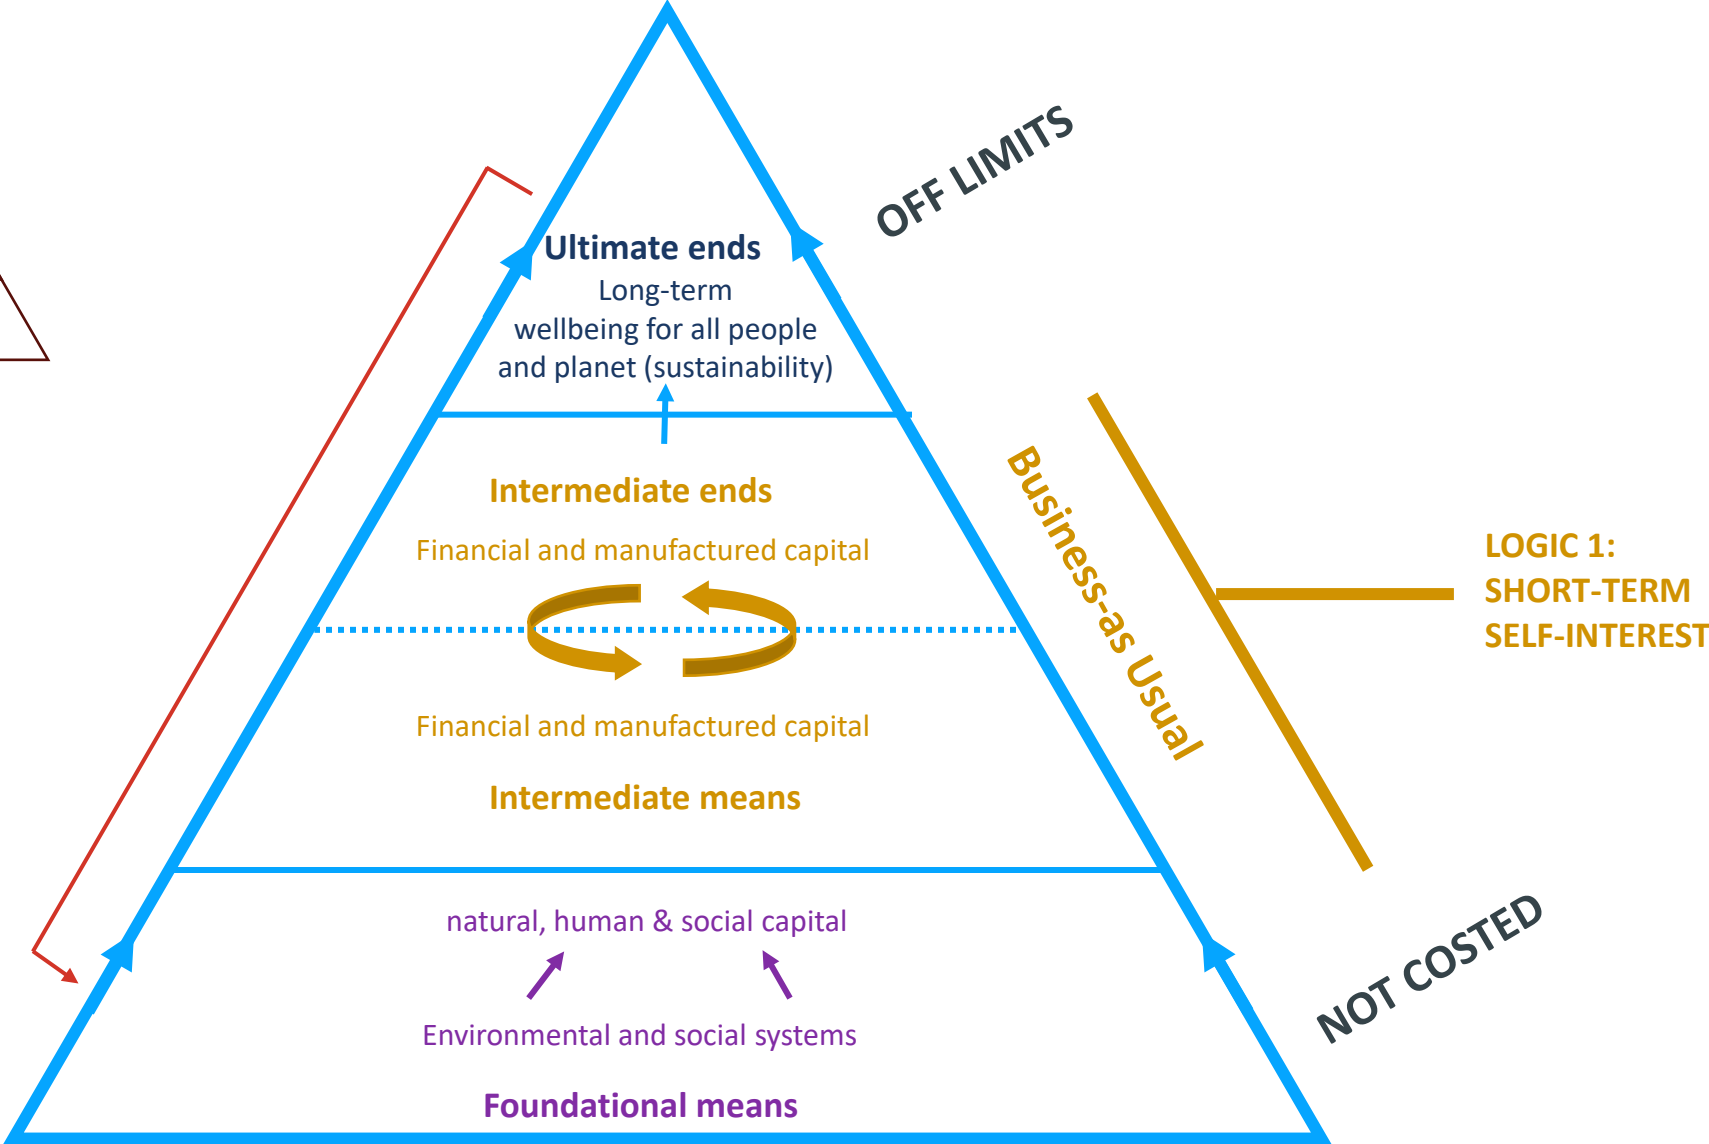 OFF LIMITS
Ultimate ends
Long-term
wellbeing for all people
and planet (sustainability)
Intermediate ends
Financial and manufactured capital
Business-as Usual
LOGIC 1:
SHORT-TERM
SELF-INTEREST
Financial and manufactured capital
Intermediate means
natural, human & social capital
NOT COSTED
Environmental and social systems
Foundational means